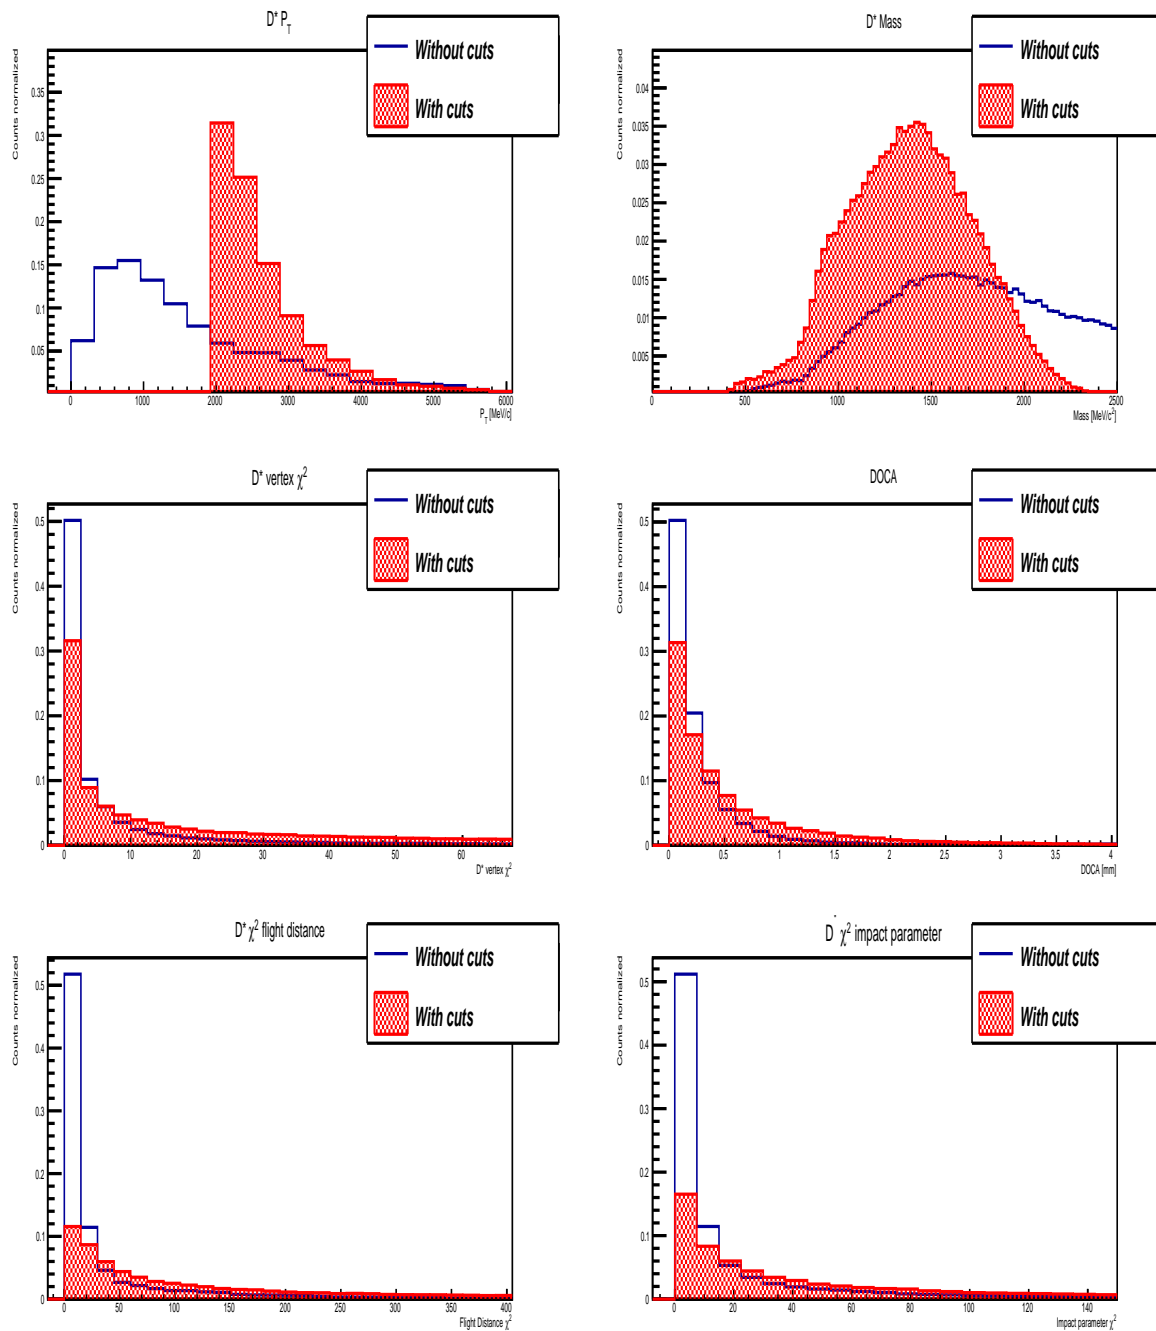 D* P_T
Without cuts
With cuts
Counts normalized
0.35
0.3
0.25
0.2
0.15
0.1
0.05
0 1000 2000 3000 4000 5000 6000
P_T [MeV/c]
D* Mass
Without cuts
With cuts
Counts normalized
0.04
0.035
0.03
0.025
0.02
0.015
0.01
0.005
0 500 1000 1500 2000 2500
Mass [MeV/c²]
D* vertex χ²
Without cuts
With cuts
Counts normalized
0.5
0.4
0.3
0.2
0.1
0
0 10 20 30 40 50 60
D* vertex χ²
DOCA
Without cuts
With cuts
Counts normalized
0.5
0.4
0.3
0.2
0.1
0
0 0.5 1 1.5 2 2.5 3 3.5 4
DOCA [mm]
D* χ² flight distance
Without cuts
With cuts
Counts normalized
0.5
0.4
0.3
0.2
0.1
0
0 50 100 150 200 250 300 350 400
Flight Distance χ²
D* χ² impact parameter
Without cuts
With cuts
Counts normalized
0.5
0.4
0.3
0.2
0.1
0
0 20 40 60 80 100 120 140
Impact parameter χ²